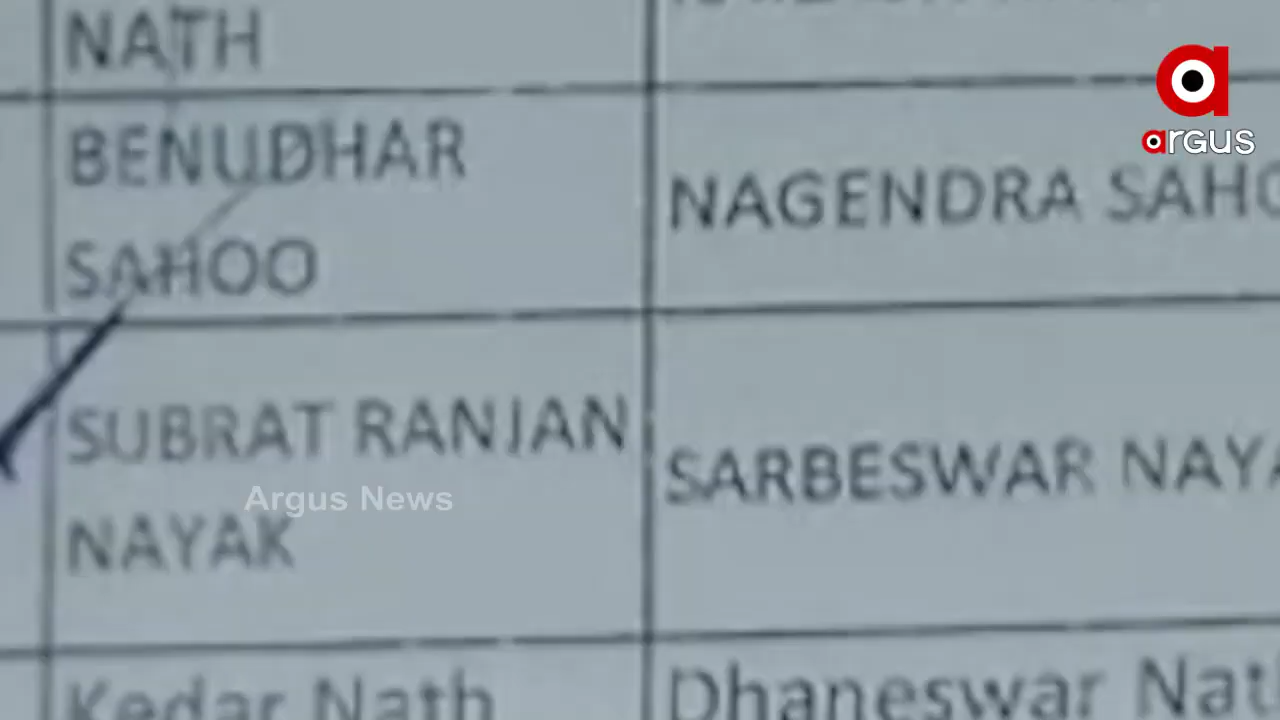 NATH
BENUDHAR
SAHOO
NAGENDRA SAHO
SUBRAT RANJAN
NAYAK
SARBESWAR NAYA
Kedar Nath
Dhaneswar Nat
argus
Argus News